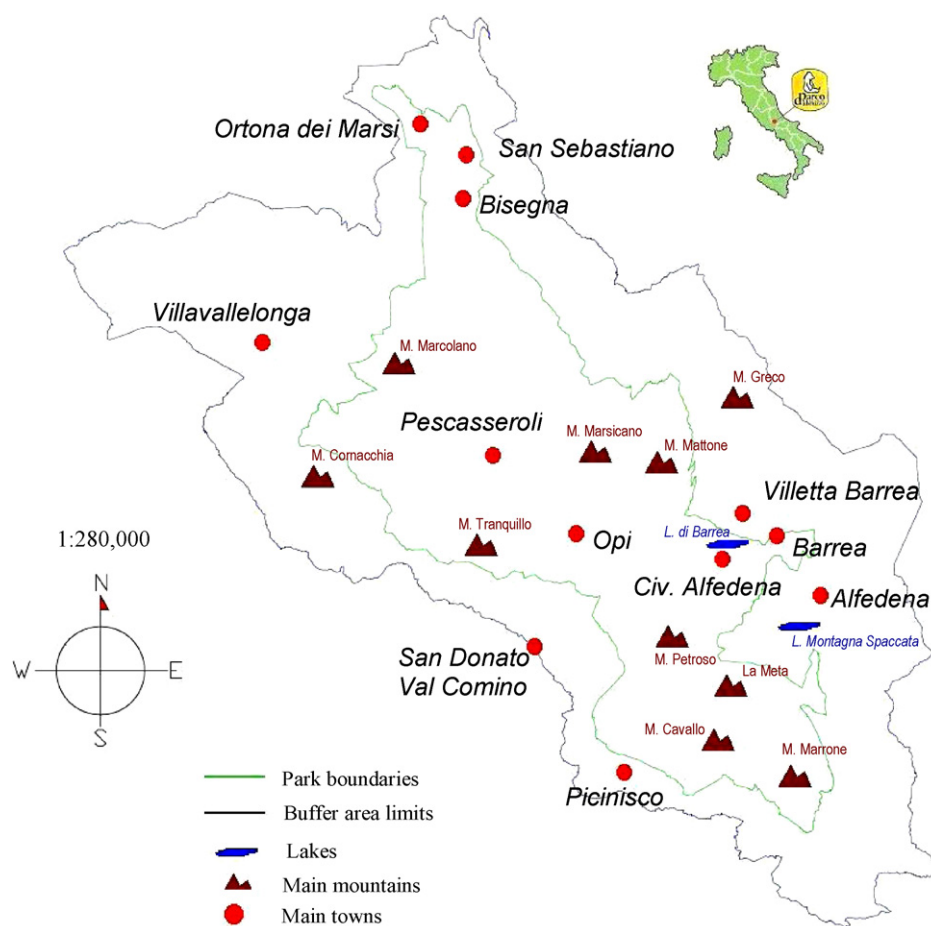 Parco
d'Abruzzo
Ortona dei Marsi
San Sebastiano
Bisegna
Villavallelonga
M. Marcolano
M. Greco
Pescasseroli
M. Marsicano
M. Mattone
M. Cornacchia
Villetta Barrea
M. Tranquillo
L. di Barrea
1:280,000
Opi
Barrea
Civ. Alfedena
Alfedena
N
W
E
S
L. Montagna Spaccata
San Donato
Val Comino
M. Petroso
La Meta
M. Cavallo
M. Marrone
Picinisco
Park boundaries
Buffer area limits
Lakes
Main mountains
Main towns